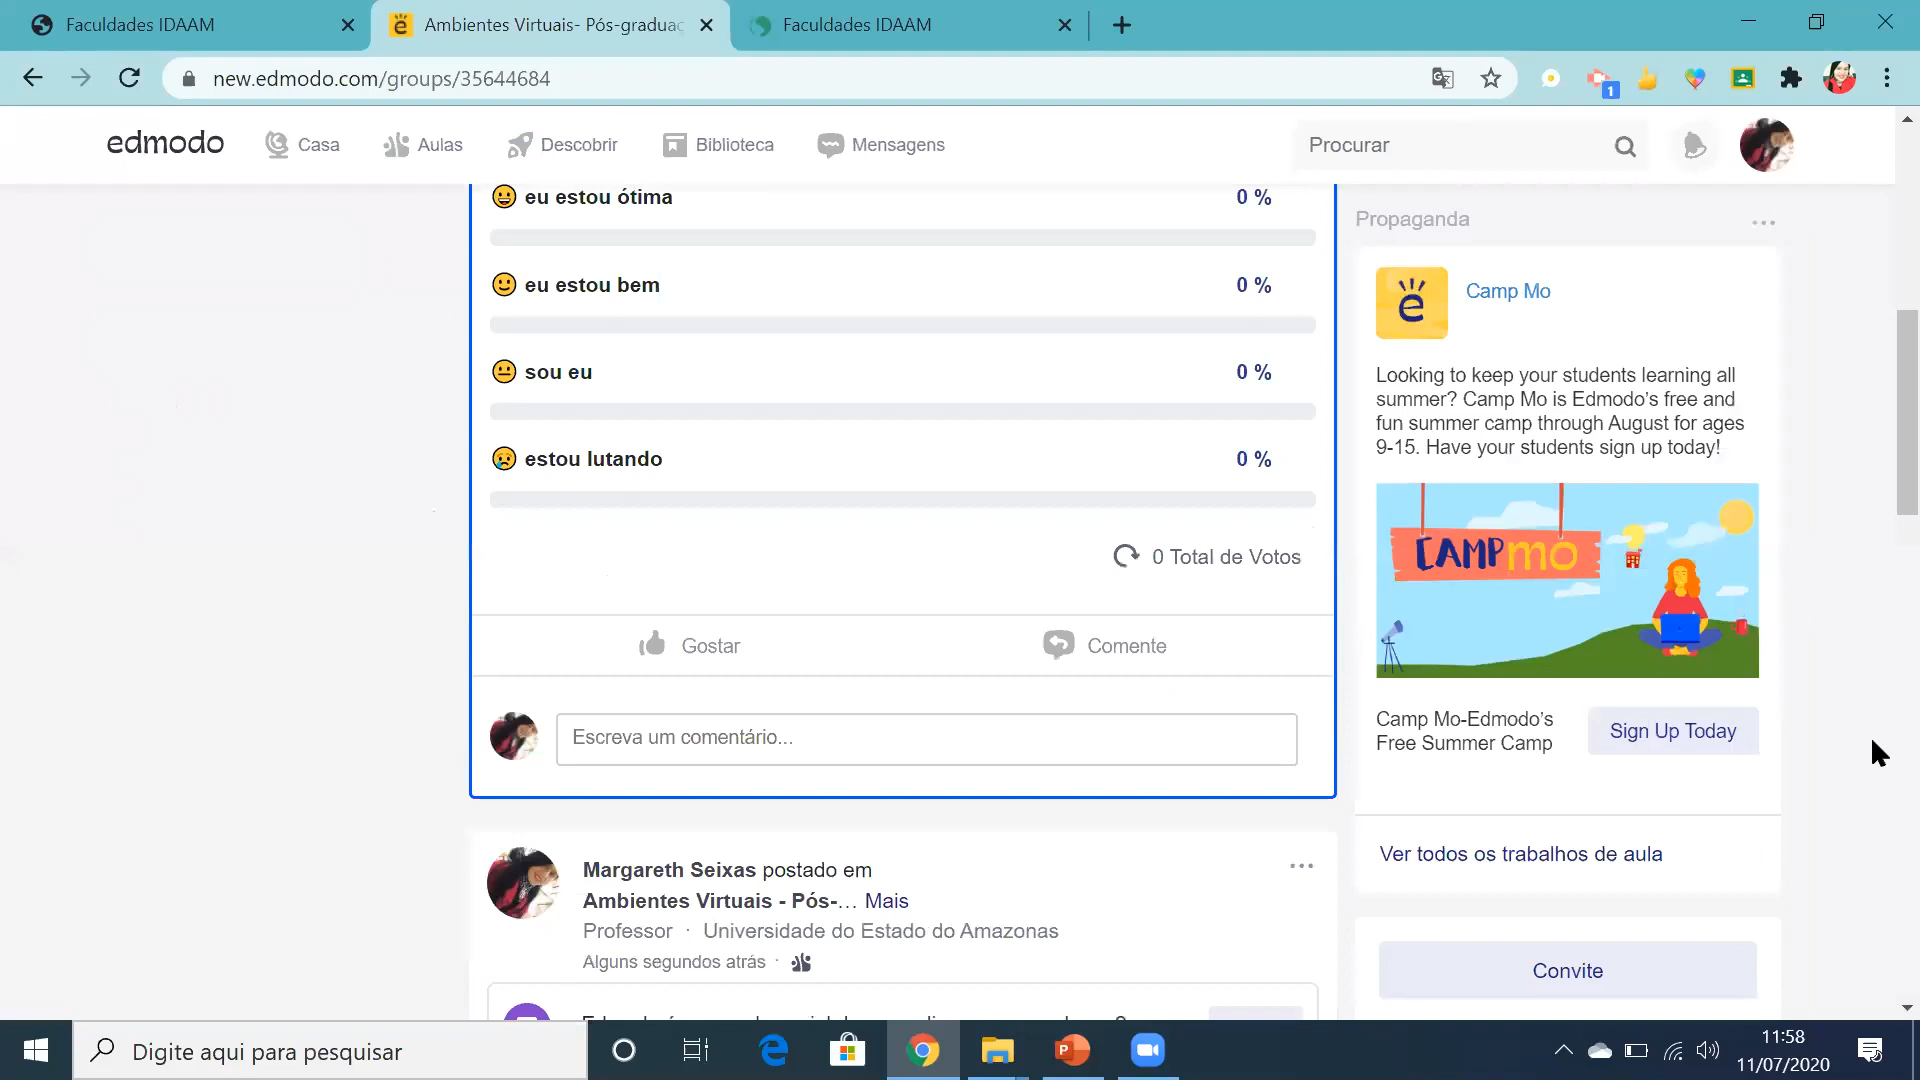 Faculdades IDAAM
Ambientes Virtuais- Pós-graduaç
Faculdades IDAAM
new.edmodo.com/groups/35644684
1
edmodo
Casa
Aulas
Descobrir
Biblioteca
Mensagens
Procurar
eu estou ótima
0 %
eu estou bem
0 %
sou eu
0 %
estou lutando
0 %
0 Total de Votos
Gostar
Comente
Escreva um comentário...
Margareth Seixas postado em
Ambientes Virtuais - Pós-... Mais
Professor · Universidade do Estado do Amazonas
Alguns segundos atrás ·
Propaganda
Camp Mo
Looking to keep your students learning all
summer? Camp Mo is Edmodo's free and
fun summer camp through August for ages
9-15. Have your students sign up today!
CAMP mo
Camp Mo-Edmodo's
Free Summer Camp
Sign Up Today
Ver todos os trabalhos de aula
Convite
Digite aqui para pesquisar
11:58
11/07/2020